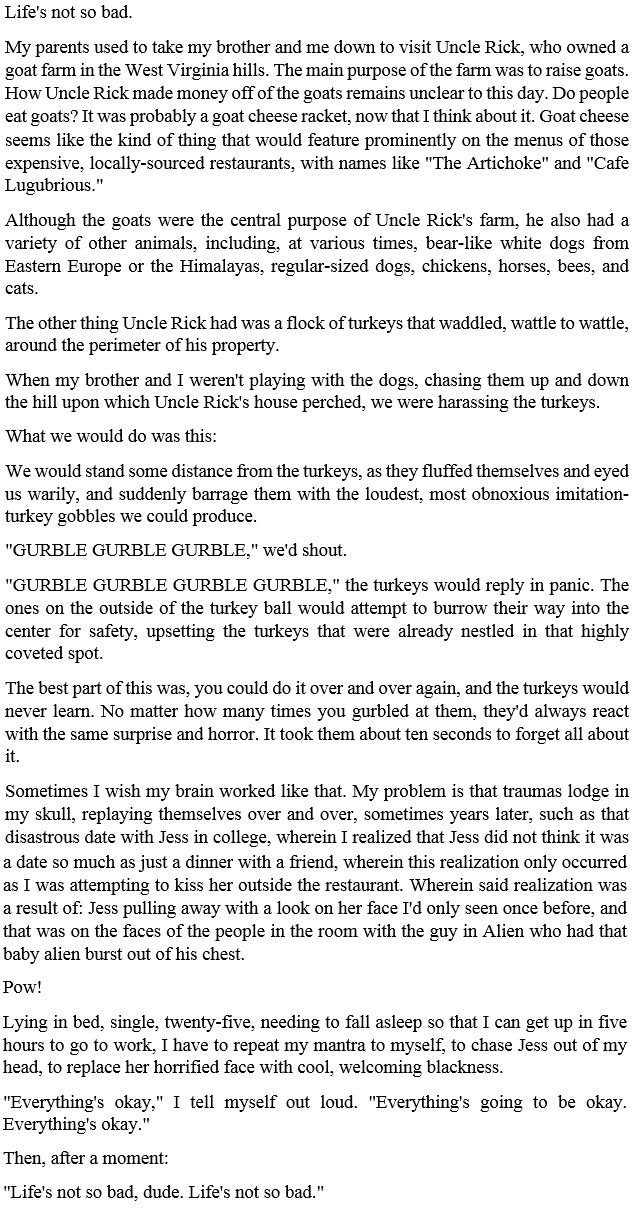 Life's not so bad.
My parents used to take my brother and me down to visit Uncle Rick, who owned a
goat farm in the West Virginia hills. The main purpose of the farm was to raise goats.
How Uncle Rick made money off of the goats remains unclear to this day. Do people
eat goats? It was probably a goat cheese racket, now that I think about it. Goat cheese
seems like the kind of thing that would feature prominently on the menus of those
expensive, locally-sourced restaurants, with names like "The Artichoke" and "Cafe
Lugubrious."
Although the goats were the central purpose of Uncle Rick's farm, he also had a
variety of other animals, including, at various times, bear-like white dogs from
Eastern Europe or the Himalayas, regular-sized dogs, chickens, horses, bees, and
cats.
The other thing Uncle Rick had was a flock of turkeys that waddled, wattle to wattle,
around the perimeter of his property.
When my brother and I weren't playing with the dogs, chasing them up and down
the hill upon which Uncle Rick's house perched, we were harassing the turkeys.
What we would do was this:
We would stand some distance from the turkeys, as they fluffed themselves and eyed
us warily, and suddenly barrage them with the loudest, most obnoxious imitation-
turkey gobbles we could produce.
"GURBLE GURBLE GURBLE," we'd shout.
"GURBLE GURBLE GURBLE GURBLE," the turkeys would reply in panic. The
ones on the outside of the turkey ball would attempt to burrow their way into the
center for safety, upsetting the turkeys that were already nestled in that highly
coveted spot.
The best part of this was, you could do it over and over again, and the turkeys would
never learn. No matter how many times you gurbled at them, they'd always react
with the same surprise and horror. It took them about ten seconds to forget all about
it.
Sometimes I wish my brain worked like that. My problem is that traumas lodge in
my skull, replaying themselves over and over, sometimes years later, such as that
disastrous date with Jess in college, wherein I realized that Jess did not think it was
a date so much as just a dinner with a friend, wherein this realization only occurred
as I was attempting to kiss her outside the restaurant. Wherein said realization was
a result of: Jess pulling away with a look on her face I'd only seen once before, and
that was on the faces of the people in the room with the guy in Alien who had that
baby alien burst out of his chest.
Pow!
Lying in bed, single, twenty-five, needing to fall asleep so that I can get up in five
hours to go to work, I have to repeat my mantra to myself, to chase Jess out of my
head, to replace her horrified face with cool, welcoming blackness.
"Everything's okay," I tell myself out loud. "Everything's going to be okay.
Everything's okay."
Then, after a moment:
"Life's not so bad, dude. Life's not so bad."